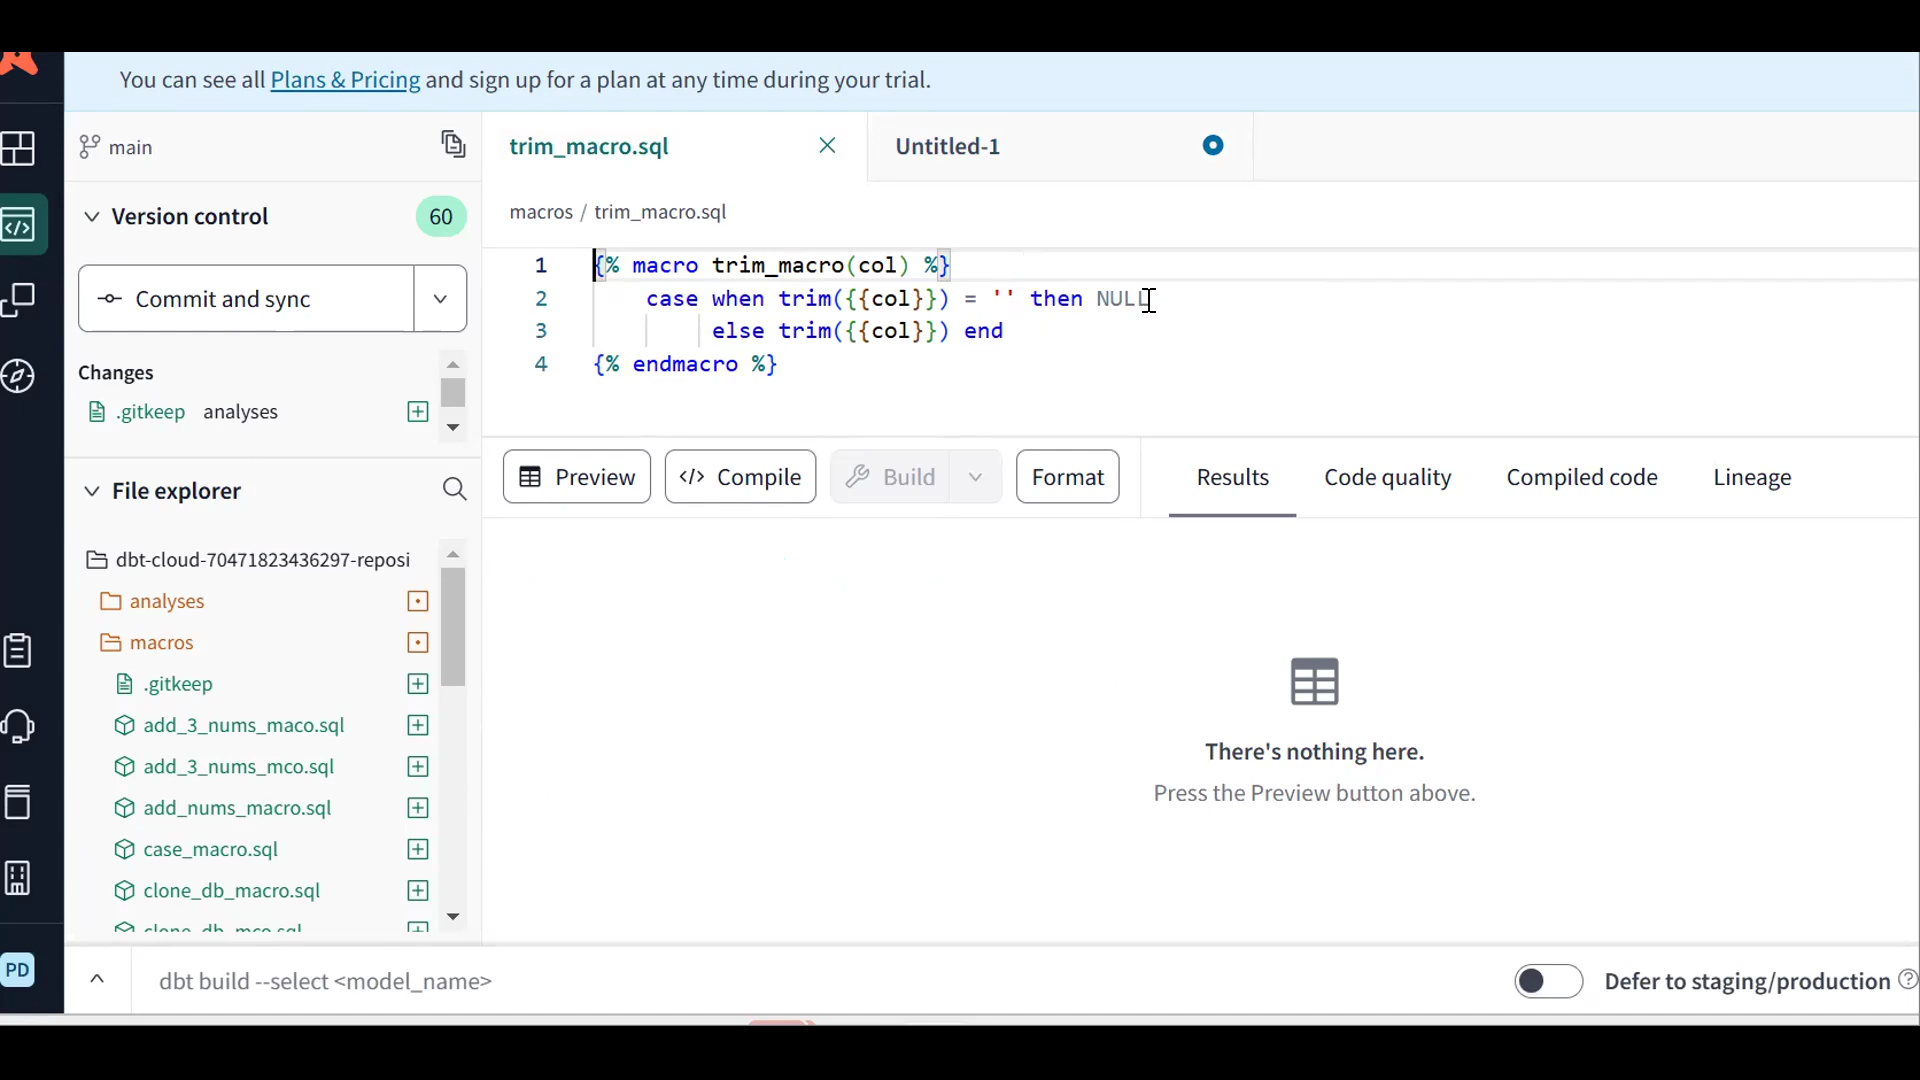 You can see all Plans & Pricing and sign up for a plan at any time during your trial.
main
trim_macro.sql
Untitled-1
Version control
60
macros / trim_macro.sql
Commit and sync
1 {% macro trim_macro(col) %}
2 case when trim({{col}}) = '' then NULL
3 else trim({{col}}) end
4 {% endmacro %}
Changes
.gitkeep analyses
Preview
Compile
Build
Format
Results
Code quality
Compiled code
Lineage
File explorer
dbt-cloud-70471823436297-reposi
analyses
macros
.gitkeep
add_3_nums_maco.sql
add_3_nums_mco.sql
add_nums_macro.sql
case_macro.sql
clone_db_macro.sql
clone_db_mco.sql
There's nothing here.
Press the Preview button above.
PD
dbt build --select <model_name>
Defer to staging/production